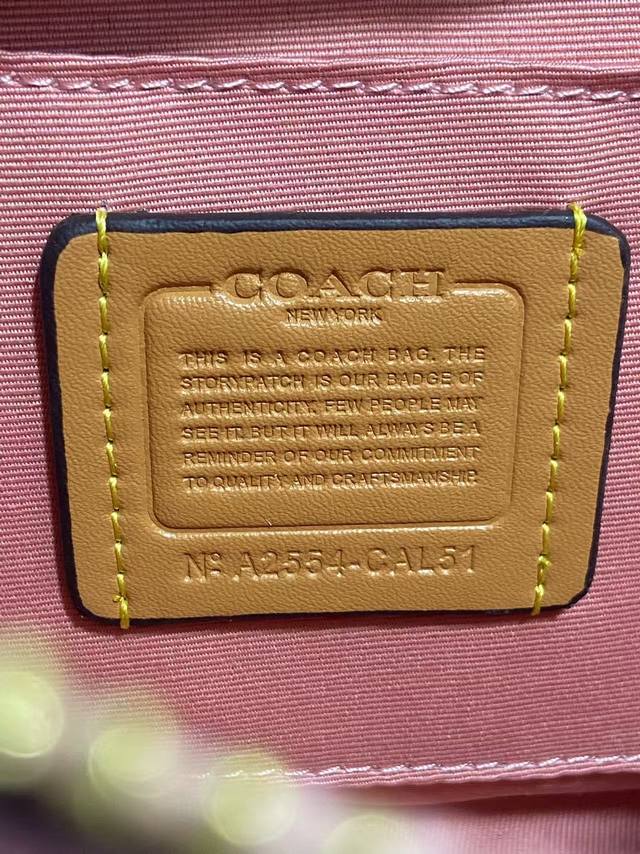 COACH
NEW YORK
THIS IS A COACH BAG. THE
STORYPATCH IS OUR BADGE OF
AUTHENTICITY. FEW PEOPLE MAY
SEE IT, BUT IT WILL ALWAYS BE A
REMINDER OF OUR COMMITMENT
TO QUALITY AND CRAFTSMANSHIP.
Nº A2554-CAL51